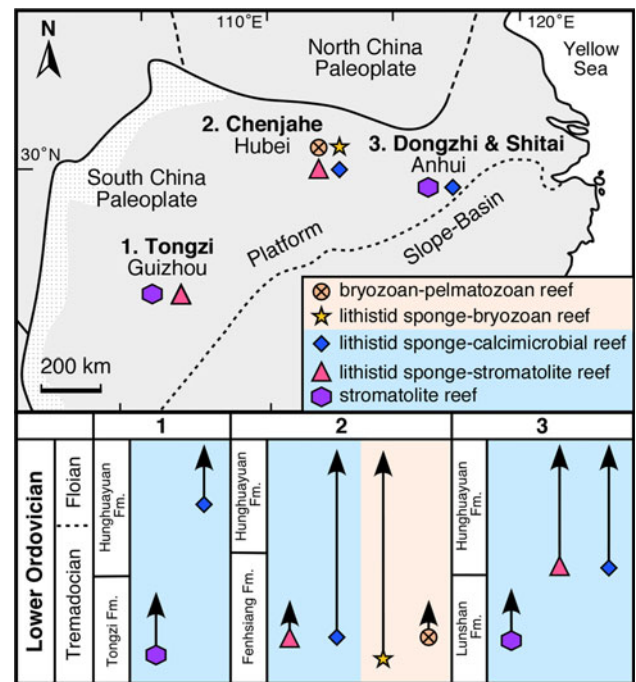 110°E
120°E
N
North China
Paleoplate
Yellow
Sea
2. Chenjiahe
Hubei
3. Dongzhi & Shitai
Anhui
30°N
South China
Paleoplate
Platform
Slope-Basin
1. Tongzi
Guizhou
bryozoan-pelmatozoan reef
lithistid sponge-bryozoan reef
lithistid sponge-calcimicrobial reef
lithistid sponge-stromatolite reef
stromatolite reef
200 km
1
2
3
Lower Ordovician
Floian
Tremadocian
Hunghuayuan
Fm.
Tongzi Fm.
Hunghuayuan
Fm.
Fenhsiang Fm.
Hunghuayuan
Fm.
Lunshan
Fm.